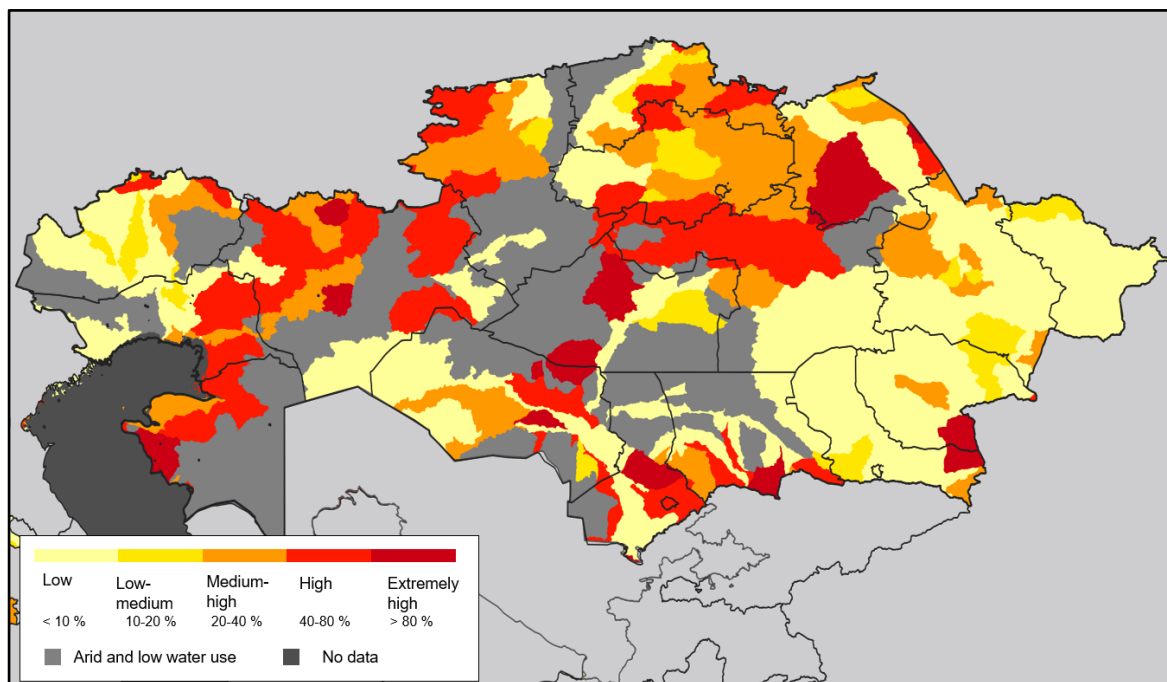 Low
Low-
medium
Medium-
high
High
Extremely
high
< 10 %
10-20 %
20-40 %
40-80 %
> 80 %
Arid and low water use
No data